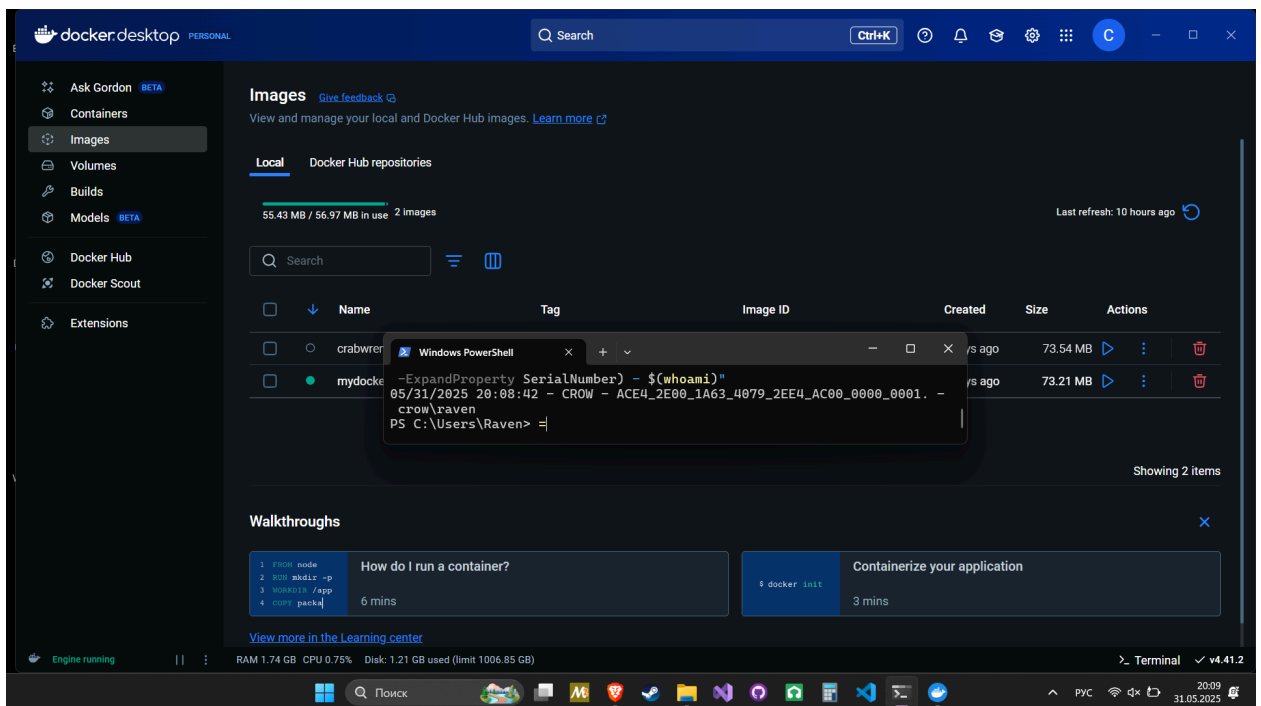 docker.desktop PERSONAL
Search
Ctrl+K
C
Ask Gordon BETA
Containers
Images
Volumes
Builds
Models BETA
Docker Hub
Docker Scout
Extensions
Images Give feedback
View and manage your local and Docker Hub images. Learn more
Local Docker Hub repositories
55.43 MB / 56.97 MB in use 2 images
Last refresh: 10 hours ago
Search
Name Tag Image ID Created Size Actions
crabwrer
ys ago 73.54 MB
mydocke
ys ago 73.21 MB
Windows PowerShell
-ExpandProperty SerialNumber) - $(whoami)"
05/31/2025 20:08:42 - CROW - ACE4_2E00_1A63_4079_2EE4_AC00_0000_0001. -
crow\raven
PS C:\Users\Raven> =
Showing 2 items
Walkthroughs
1 FROM node
2 RUN mkdir -p
3 WORKDIR /app
4 COPY packa
How do I run a container?
6 mins
$ docker init
Containerize your application
3 mins
View more in the Learning center
Engine running
RAM 1.74 GB CPU 0.75% Disk: 1.21 GB used (limit 1006.85 GB)
Terminal
v4.41.2
Поиск
РУС
20:09
31.05.2025